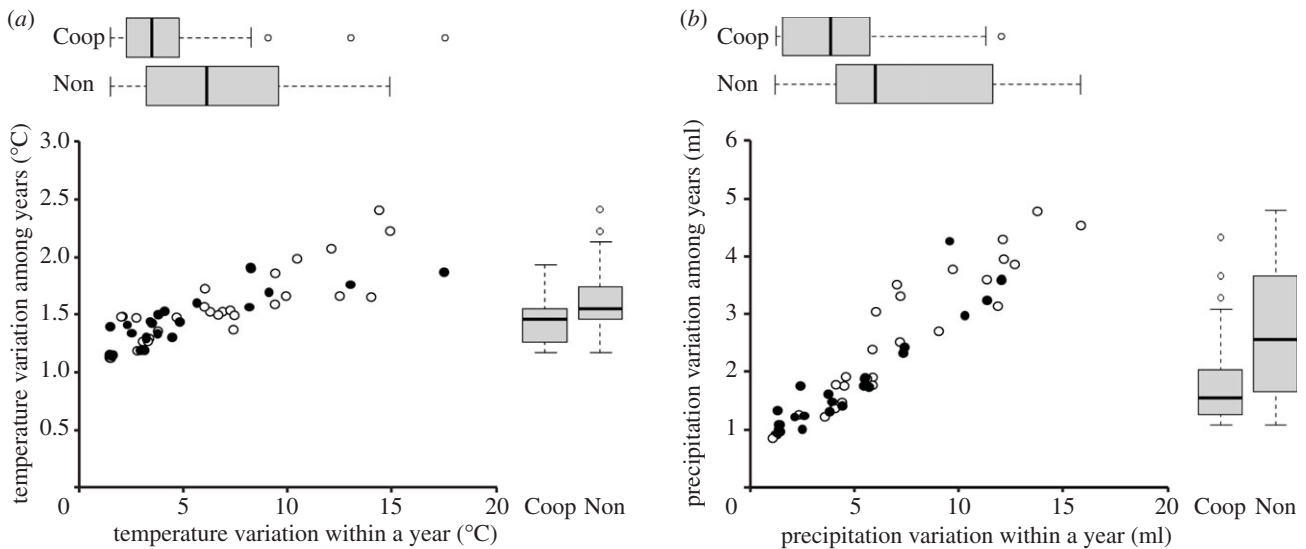 (a)
Coop
Non
temperature variation among years (°C)
3.0
2.5
2.0
1.5
1.0
0.5
0
5
10
15
20
temperature variation within a year (°C)
Coop Non
(b)
Coop
Non
precipitation variation among years (ml)
6
5
4
3
2
1
0
5
10
15
20
precipitation variation within a year (ml)
Coop Non